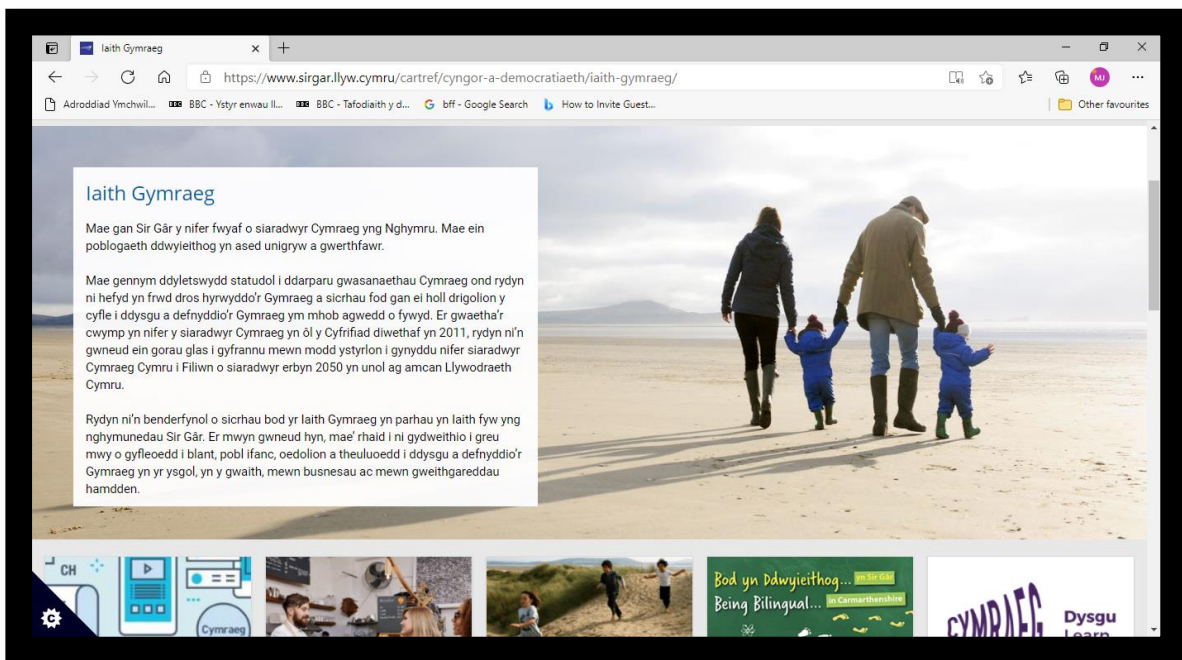 Iaith Gymraeg
https://www.sirgar.llyw.cymru/cartref/cyngor-a-democratiaeth/iaith-gymraeg/
MJ
Adroddiad Ymchwil... BBC - Ystyr enwau ll... BBC - Tafodiaith y d... bff - Google Search How to Invite Guest... Other favourites
Iaith Gymraeg
Mae gan Sir Gâr y nifer fwyaf o siaradwyr Cymraeg yng Nghymru. Mae ein
poblogaeth ddwyieithog yn ased unigryw a gwerthfawr.
Mae gennym ddyletswydd statudol i ddarparu gwasanaethau Cymraeg ond rydyn
ni hefyd yn frwd dros hyrwyddo'r Gymraeg a sicrhau fod gan ei holl drigolion y
cyfle i ddysgu a defnyddio'r Gymraeg ym mhob agwedd o fywyd. Er gwaetha'r
cwymp yn nifer y siaradwyr Cymraeg yn ôl y Cyfrifiad diwethaf yn 2011, rydyn ni'n
gwneud ein gorau glas i gyfrannu mewn modd ystyrlon i gynyddu nifer siaradwyr
Cymraeg Cymru i Filiwn o siaradwyr erbyn 2050 yn unol ag amcan Llywodraeth
Cymru.
Rydyn ni'n benderfynol o sicrhau bod yr Iaith Gymraeg yn parhau yn Iaith fyw yng
nghymunedau Sir Gâr. Er mwyn gwneud hyn, mae' rhaid i ni gydweithio i greu
mwy o gyfleoedd i blant, pobl ifanc, oedolion a theuluoedd i ddysgu a defnyddio'r
Gymraeg yn yr ysgol, yn y gwaith, mewn busnesau ac mewn gweithgareddau
hamdden.
CH
Cymraeg
Bod yn Ddwyieithog... yn Sir Gâr
Being Bilingual... in Carmarthenshire
CYMRAEG
Dysgu
Learn